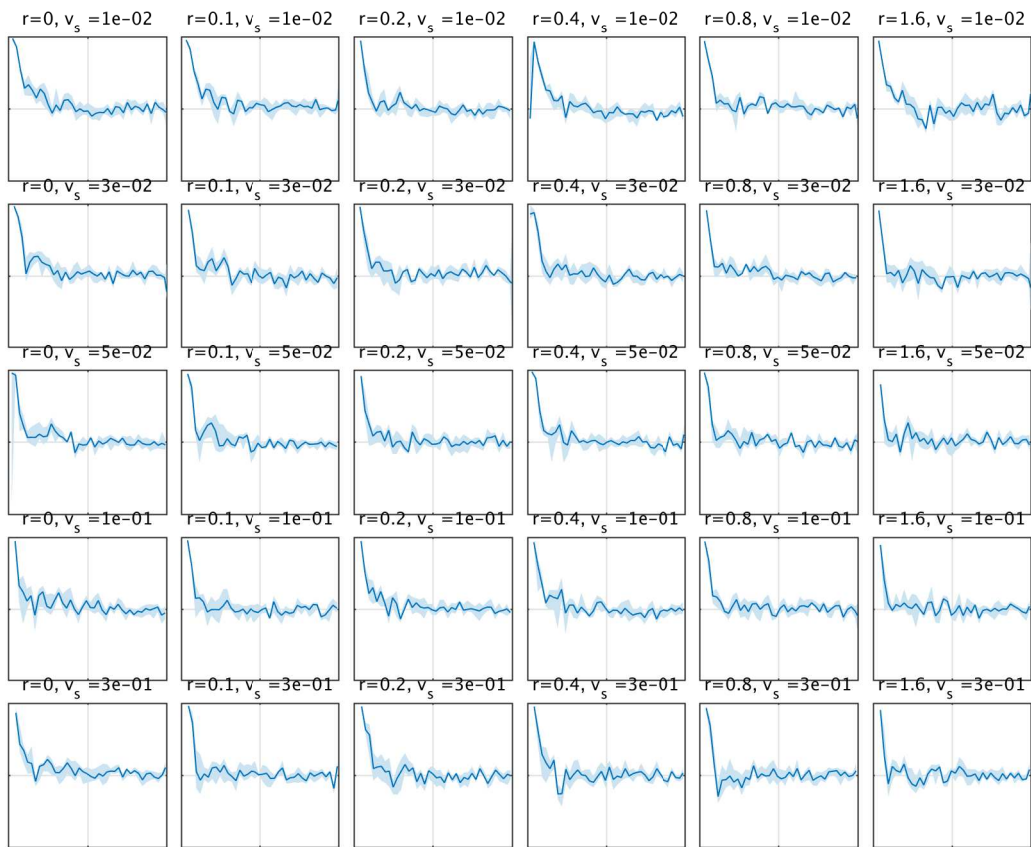 r=0, v_s =1e-02 r=0.1, v_s =1e-02 r=0.2, v_s =1e-02 r=0.4, v_s =1e-02 r=0.8, v_s =1e-02 r=1.6, v_s =1e-02
r=0, v_s =3e-02 r=0.1, v_s =3e-02 r=0.2, v_s =3e-02 r=0.4, v_s =3e-02 r=0.8, v_s =3e-02 r=1.6, v_s =3e-02
r=0, v_s =5e-02 r=0.1, v_s =5e-02 r=0.2, v_s =5e-02 r=0.4, v_s =5e-02 r=0.8, v_s =5e-02 r=1.6, v_s =5e-02
r=0, v_s =1e-01 r=0.1, v_s =1e-01 r=0.2, v_s =1e-01 r=0.4, v_s =1e-01 r=0.8, v_s =1e-01 r=1.6, v_s =1e-01
r=0, v_s =3e-01 r=0.1, v_s =3e-01 r=0.2, v_s =3e-01 r=0.4, v_s =3e-01 r=0.8, v_s =3e-01 r=1.6, v_s =3e-01